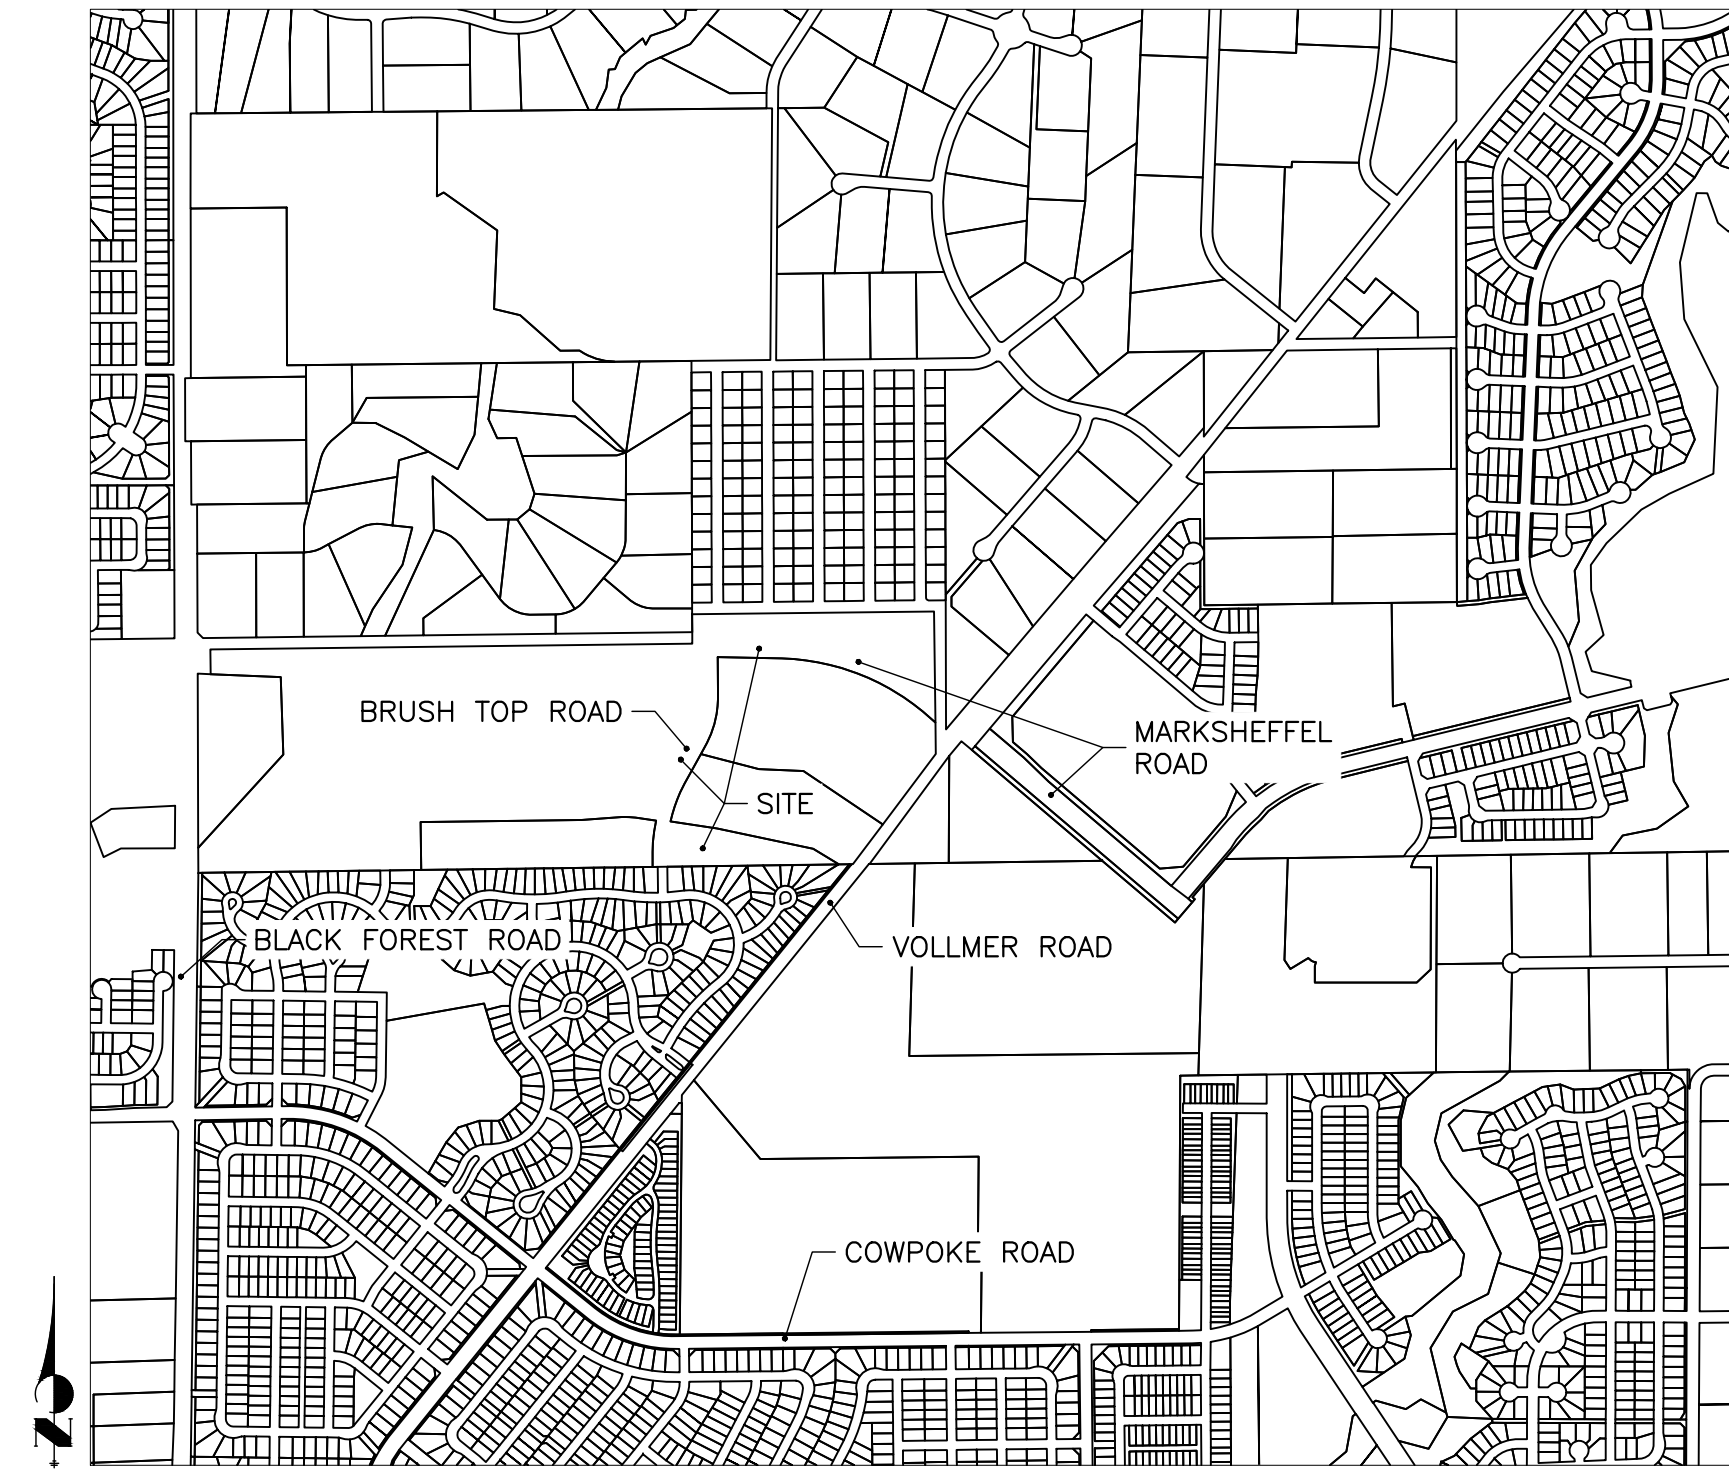 BRUSH TOP ROAD
MARKSHEFFEL
ROAD
SITE
BLACK FOREST ROAD
VOLLMER ROAD
COWPOKE ROAD
N